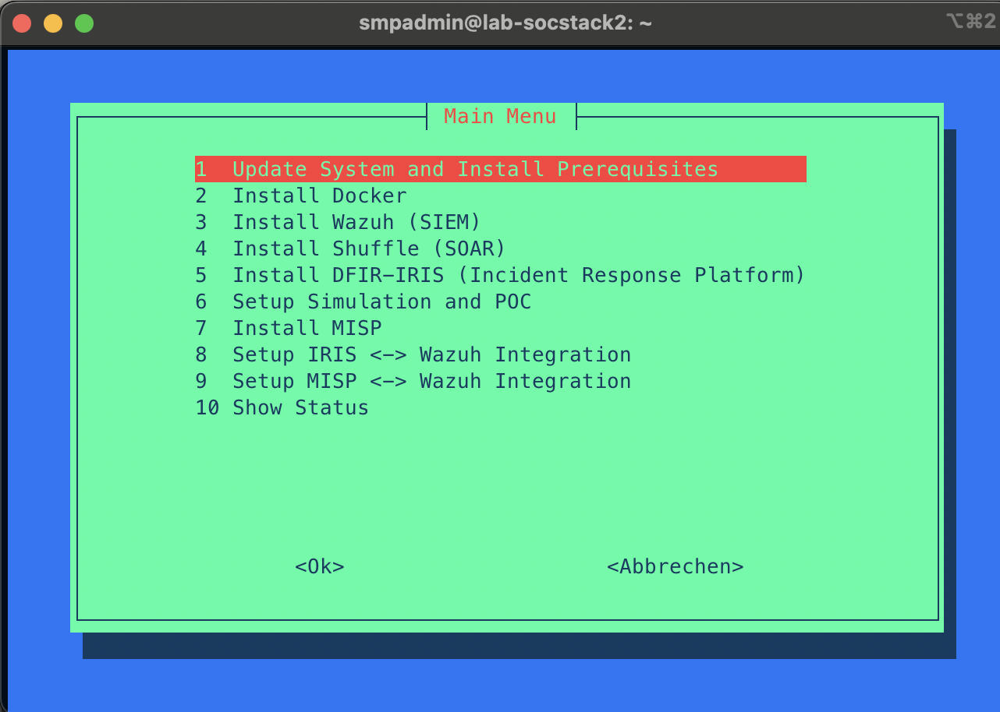 smpadmin@lab-socstack2: ~
⌥⌘2
Main Menu
1 Update System and Install Prerequisites
2 Install Docker
3 Install Wazuh (SIEM)
4 Install Shuffle (SOAR)
5 Install DFIR-IRIS (Incident Response Platform)
6 Setup Simulation and POC
7 Install MISP
8 Setup IRIS <-> Wazuh Integration
9 Setup MISP <-> Wazuh Integration
10 Show Status
<Ok> <Abbrechen>